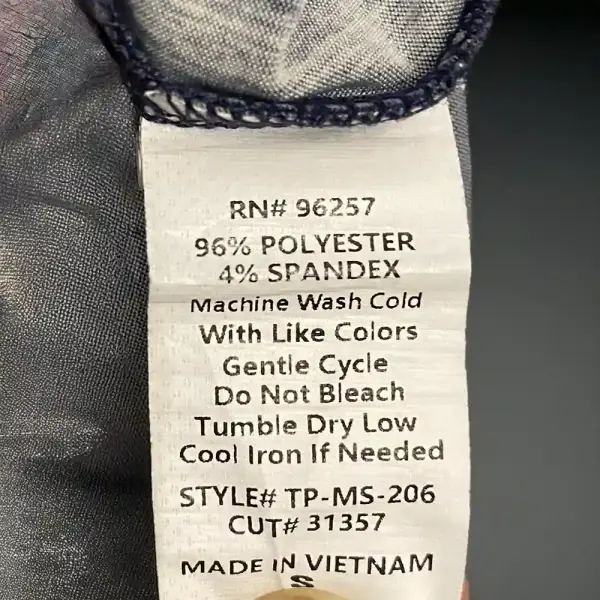 RN# 96257
96% POLYESTER
4% SPANDEX
Machine Wash Cold
With Like Colors
Gentle Cycle
Do Not Bleach
Tumble Dry Low
Cool Iron If Needed
STYLE# TP-MS-206
CUT# 31357
MADE IN VIETNAM
S